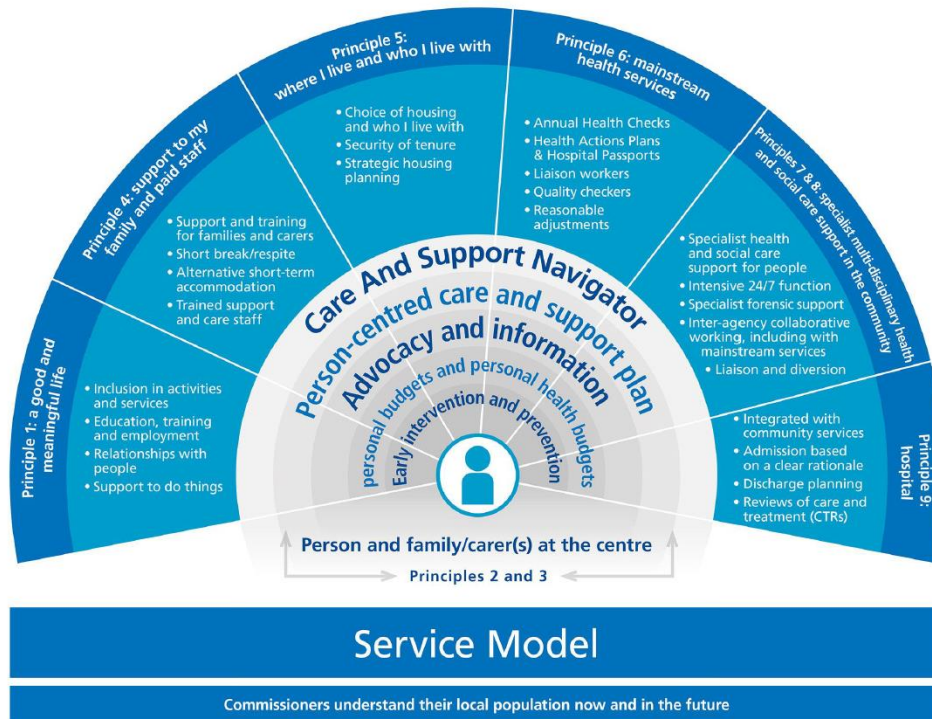 Principle 1: a good and
meaningful life
• Inclusion in activities
and services
• Education, training
and employment
• Relationships with
people
• Support to do things
Principle 4: support to my
family and paid staff
• Support and training
for families and carers
• Short break/respite
• Alternative short-term
accommodation
• Trained support
and care staff
Principle 5:
where I live and who I live with
• Choice of housing
and who I live with
• Security of tenure
• Strategic housing
planning
Principle 6: mainstream
health services
• Annual Health Checks
• Health Actions Plans
& Hospital Passports
• Liaison workers
• Quality checkers
• Reasonable
adjustments
Principles 7 & 8: specialist multi-disciplinary health
and social care support in the community
• Specialist health
and social care
support for people
• Intensive 24/7 function
• Specialist forensic support
• Inter-agency collaborative
working, including with
mainstream services
• Liaison and diversion
Principle 9:
hospital
• Integrated with
community services
• Admission based
on a clear rationale
• Discharge planning
• Reviews of care and
treatment (CTRs)
Care And Support Navigator
Person-centred care and support plan
Advocacy and information
personal budgets and personal health budgets
Early intervention and prevention
Person and family/carer(s) at the centre
Principles 2 and 3
Service Model
Commissioners understand their local population now and in the future